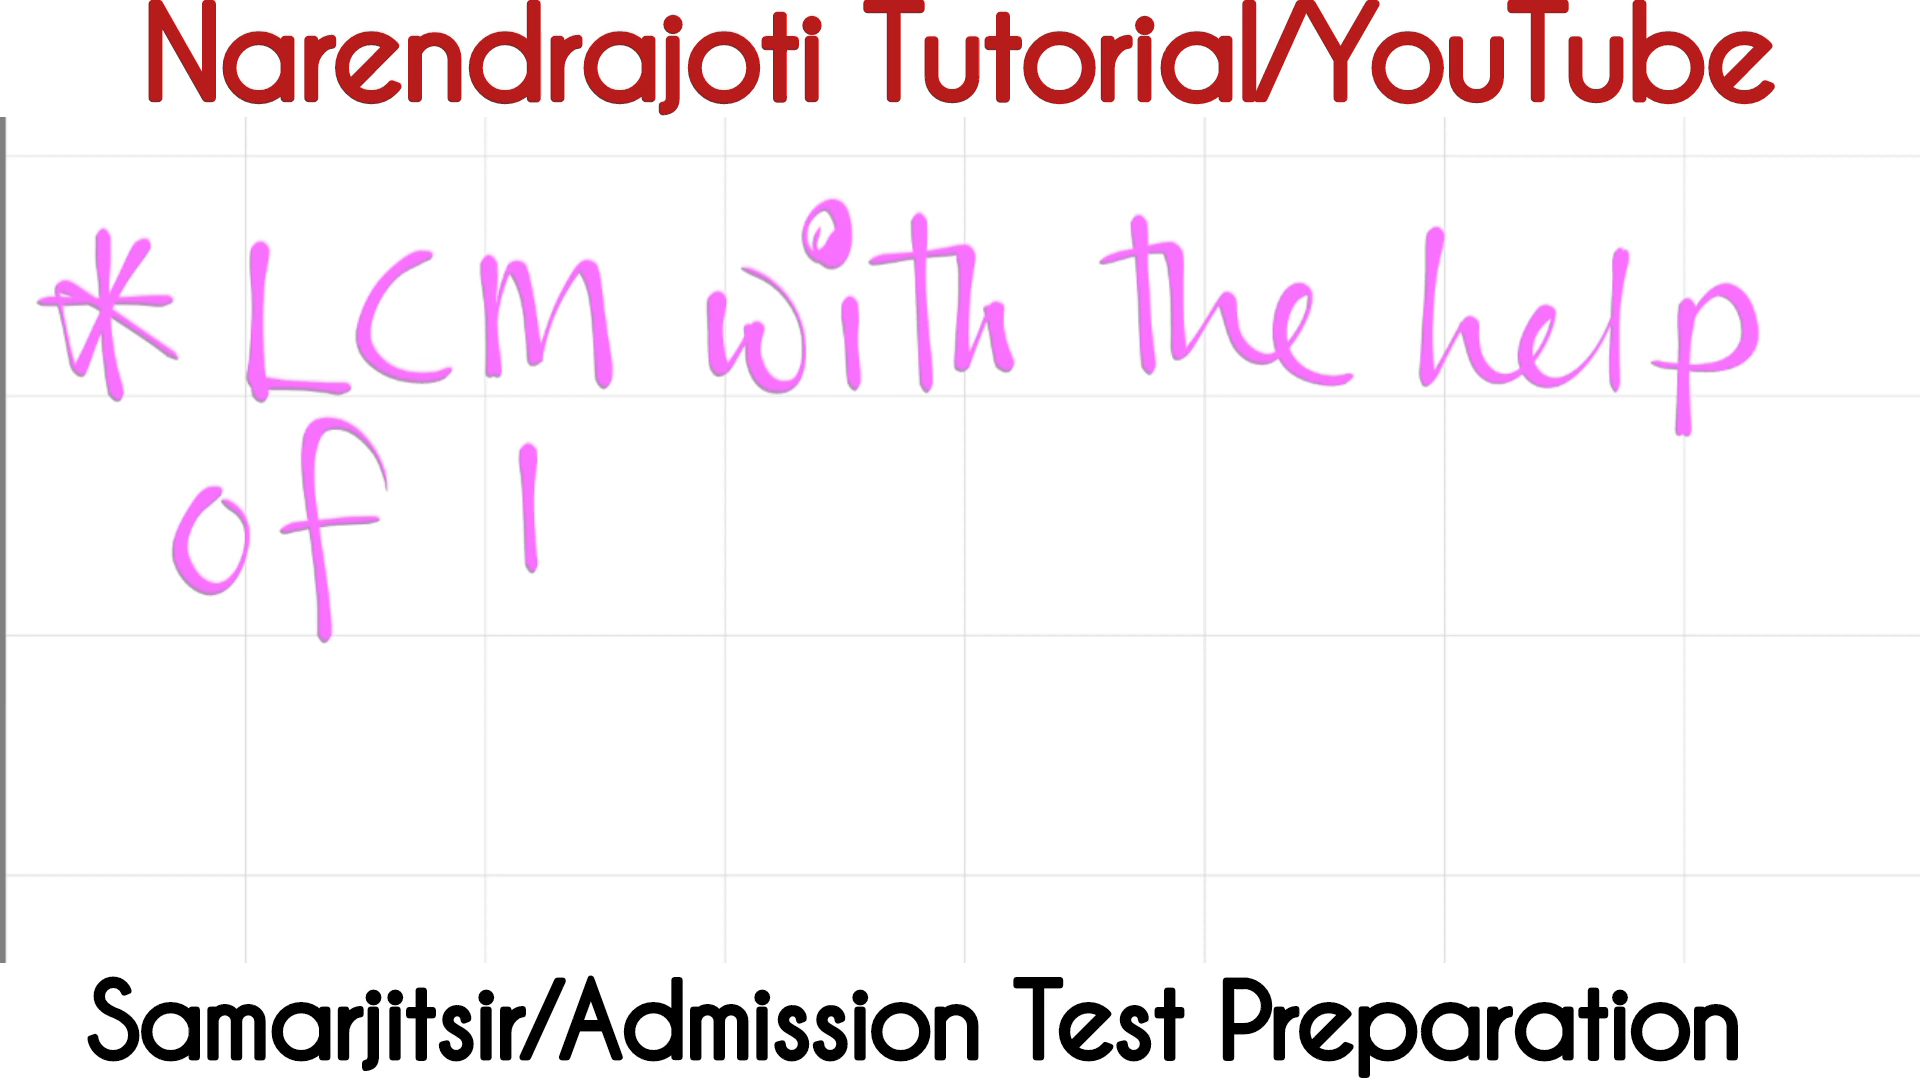 Narendrajoti Tutorial/YouTube
* LCM with the help
of 1
Samarjitsir/Admission Test Preparation